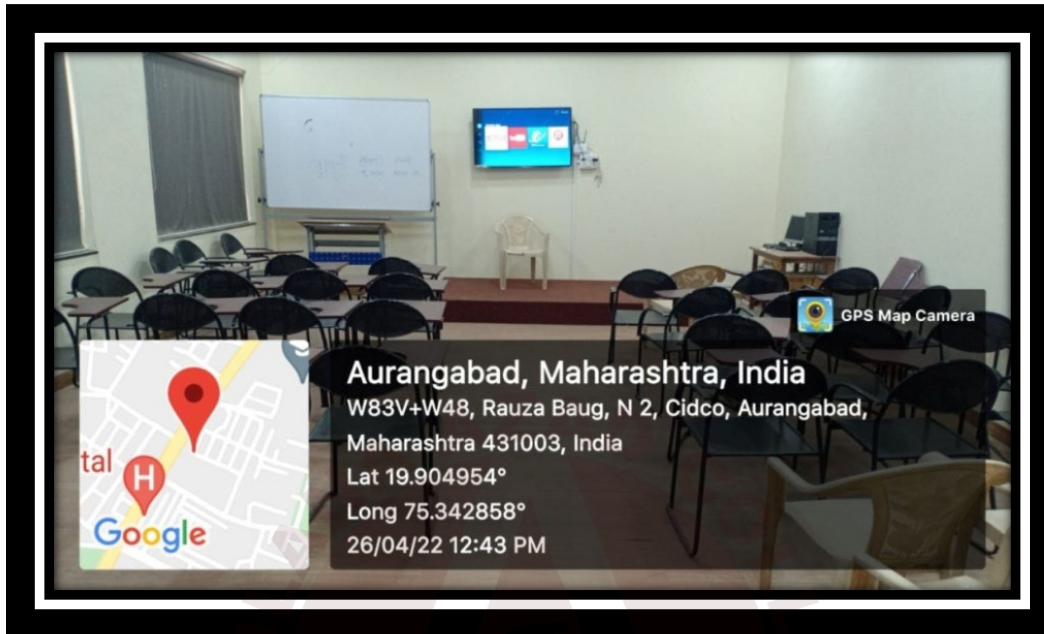 GPS Map Camera
Aurangabad, Maharashtra, India
W83V+W48, Rauza Baug, N 2, Cidco, Aurangabad,
Maharashtra 431003, India
Lat 19.904954°
Long 75.342858°
26/04/22 12:43 PM
tal
H
Google